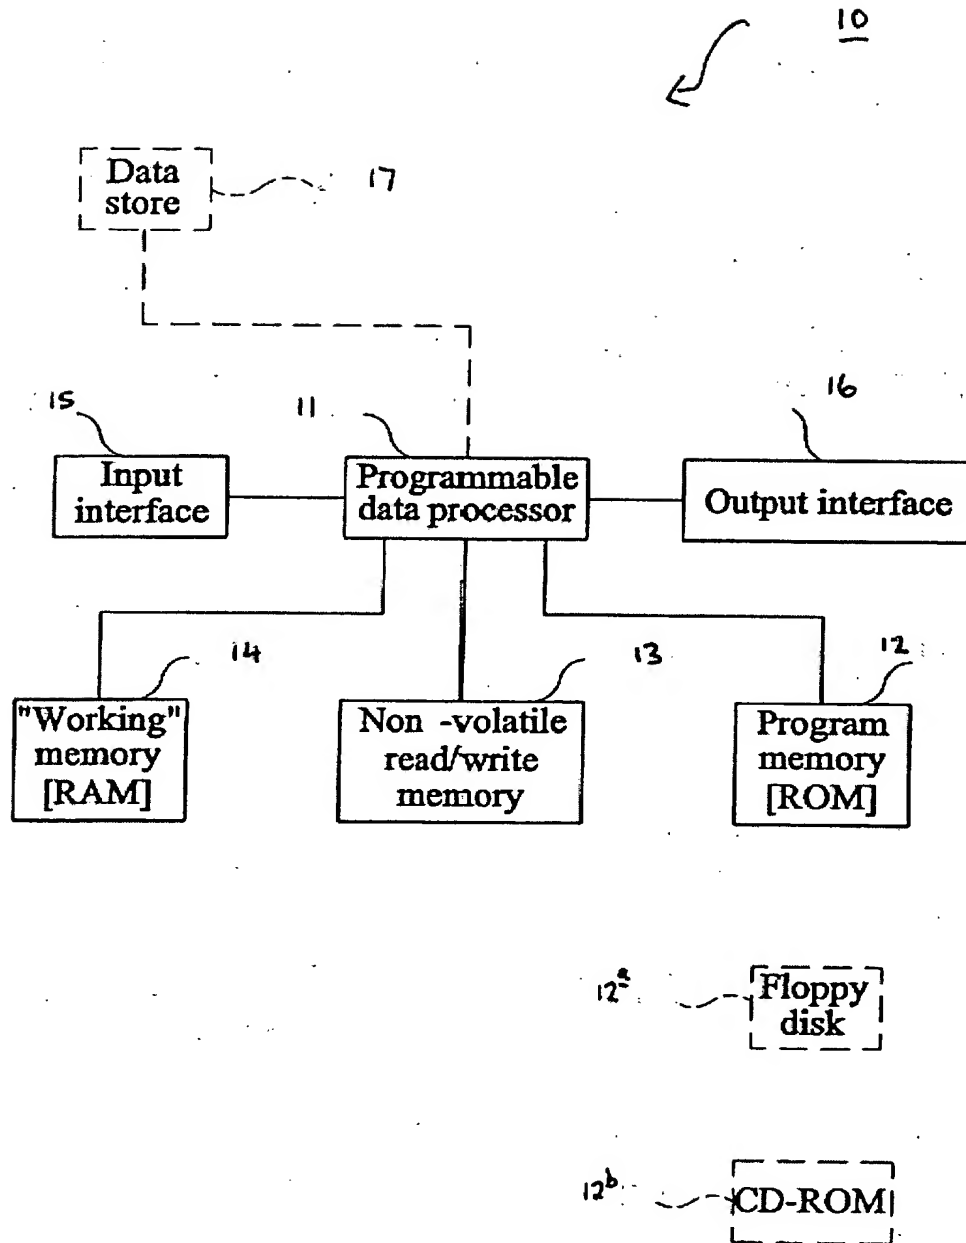 10
Data
store
17
15
11
16
Input
interface
Programmable
data processor
Output interface
14
13
12
"Working"
memory
[RAM]
Non -volatile
read/write
memory
Program
memory
[ROM]
12a
Floppy
disk
12b
CD-ROM